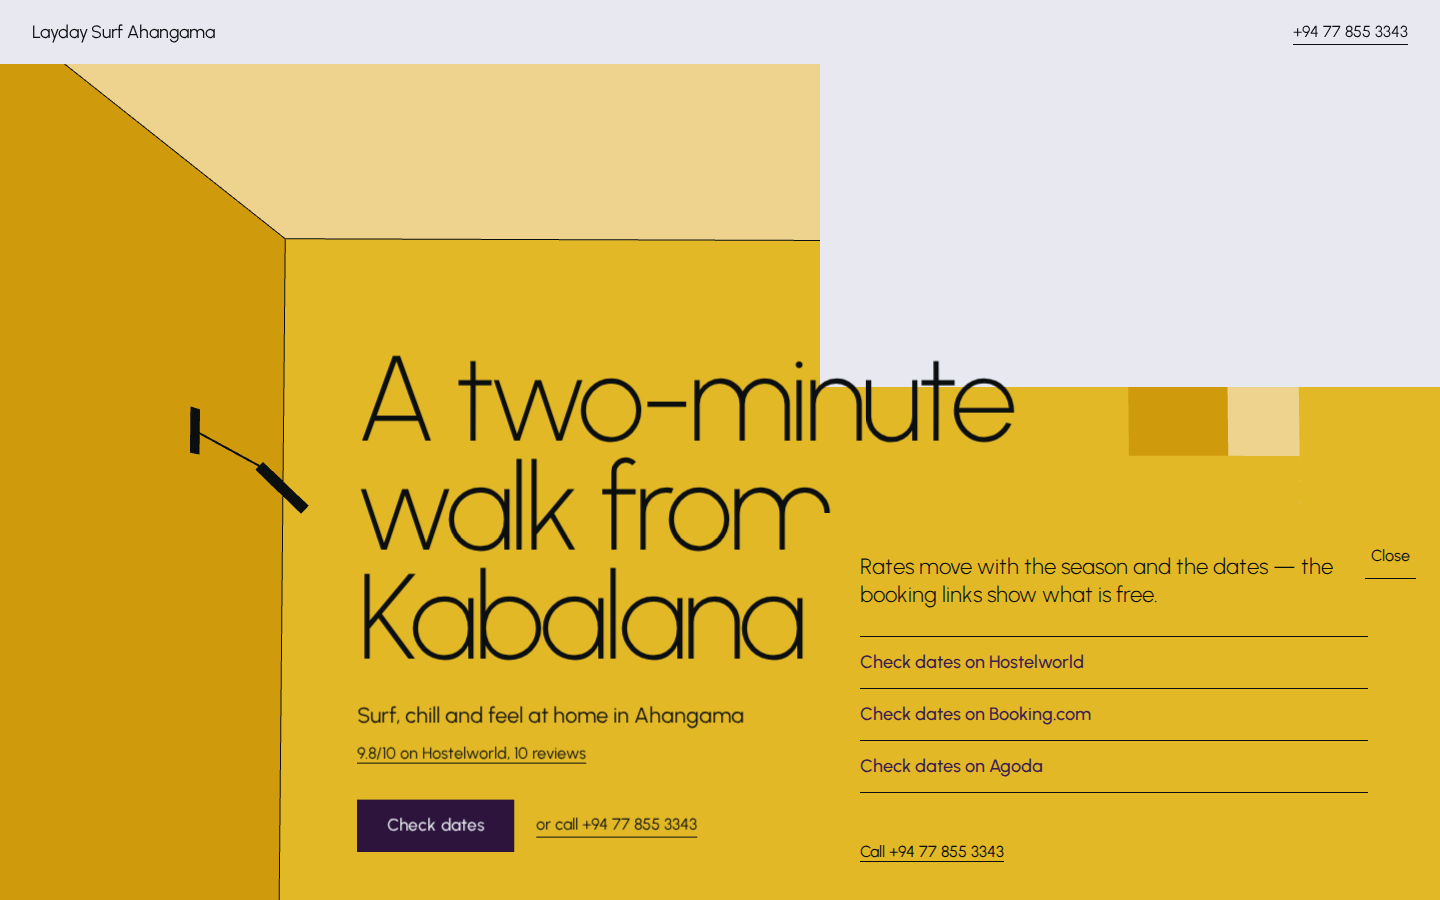 Layday Surf Ahangama
+94 77 855 3343
A two-minute
walk from
Kabalana
Surf, chill and feel at home in Ahangama
9.8/10 on Hostelworld, 10 reviews
Check dates
or call +94 77 855 3343
Close
Rates move with the season and the dates — the
booking links show what is free.
Check dates on Hostelworld
Check dates on Booking.com
Check dates on Agoda
Call +94 77 855 3343